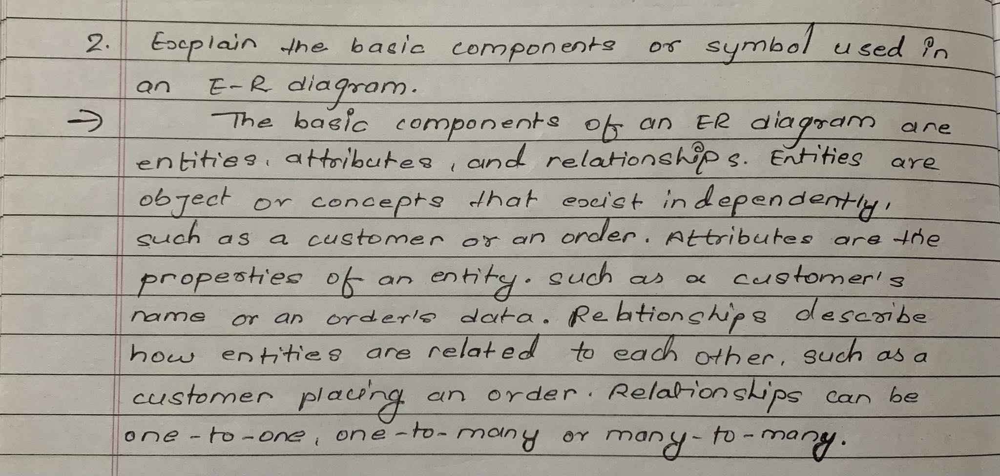 2. Explain the basic components or symbol used in
an E-R diagram.
→ The basic components of an ER diagram are
entities, attributes, and relationships. Entities are
object or concepts that exist independently,
such as a customer or an order. Attributes are the
properties of an entity. such as a customer's
name or an order's data. Relationships describe
how entities are related to each other, such as a
customer placing an order. Relationships can be
one-to-one, one-to-many or many-to-many.